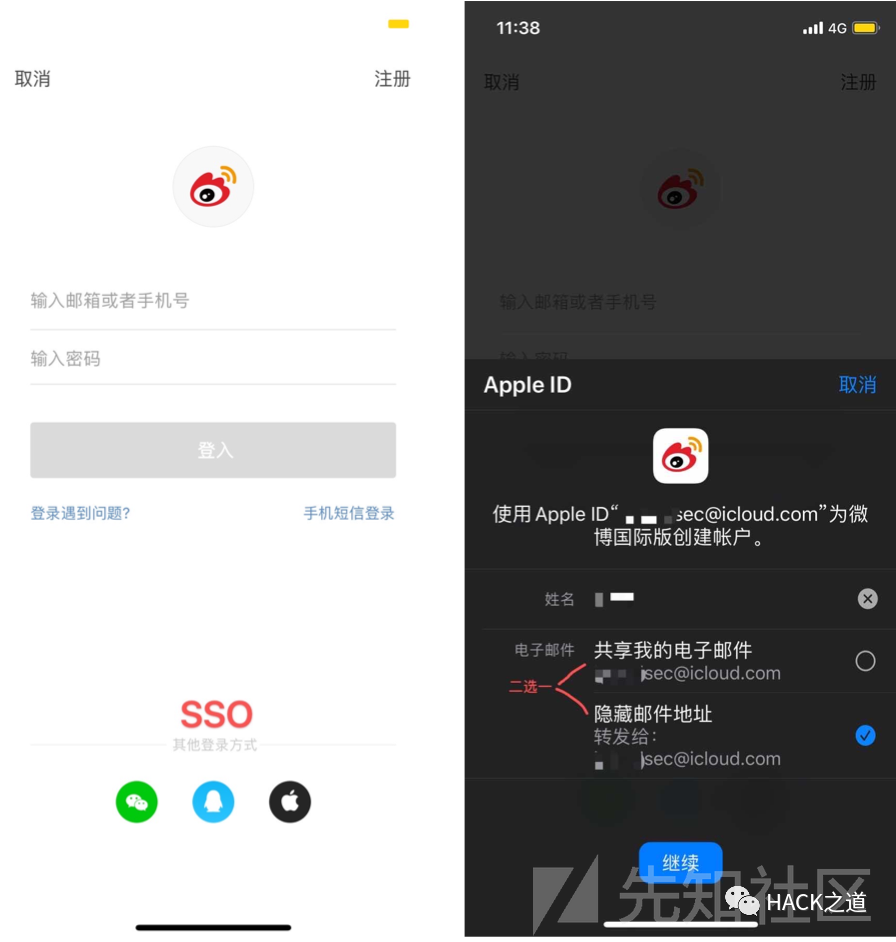 取消
注册
输入邮箱或者手机号
输入密码
登入
登录遇到问题?
手机短信登录
SSO
其他登录方式
11:38
4G
取消
注册
输入邮箱或者手机号
输入密码
Apple ID
取消
使用 Apple ID“ sec@icloud.com”为微
博国际版创建帐户。
姓名
电子邮件
共享我的电子邮件
sec@icloud.com
二选一
隐藏邮件地址
转发给：
sec@icloud.com
继续
先知社区
HACK之道